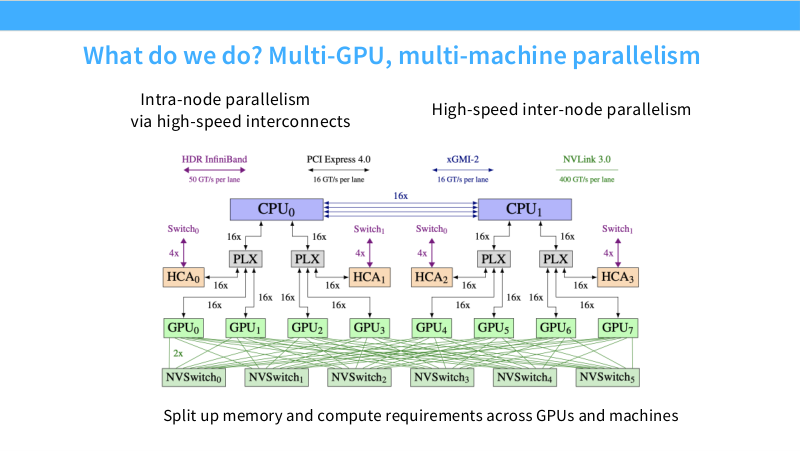 What do we do? Multi-GPU, multi-machine parallelism
Intra-node parallelism
via high-speed interconnects
High-speed inter-node parallelism
HDR InfiniBand PCI Express 4.0 xGMI-2 NVLink 3.0
50 GT/s per lane 16 GT/s per lane 16 GT/s per lane 400 GT/s per lane
16x
CPU0 CPU1
Switch0 16x 16x Switch1 Switch0 16x 16x Switch1
4x PLX PLX 4x 4x PLX PLX 4x
HCA0 HCA1 HCA2 HCA3
16x 16x 16x 16x
16x 16x 16x 16x
16x 16x 16x 16x
GPU0 GPU1 GPU2 GPU3 GPU4 GPU5 GPU6 GPU7
2x
NVSwitch0 NVSwitch1 NVSwitch2 NVSwitch3 NVSwitch4 NVSwitch5
Split up memory and compute requirements across GPUs and machines